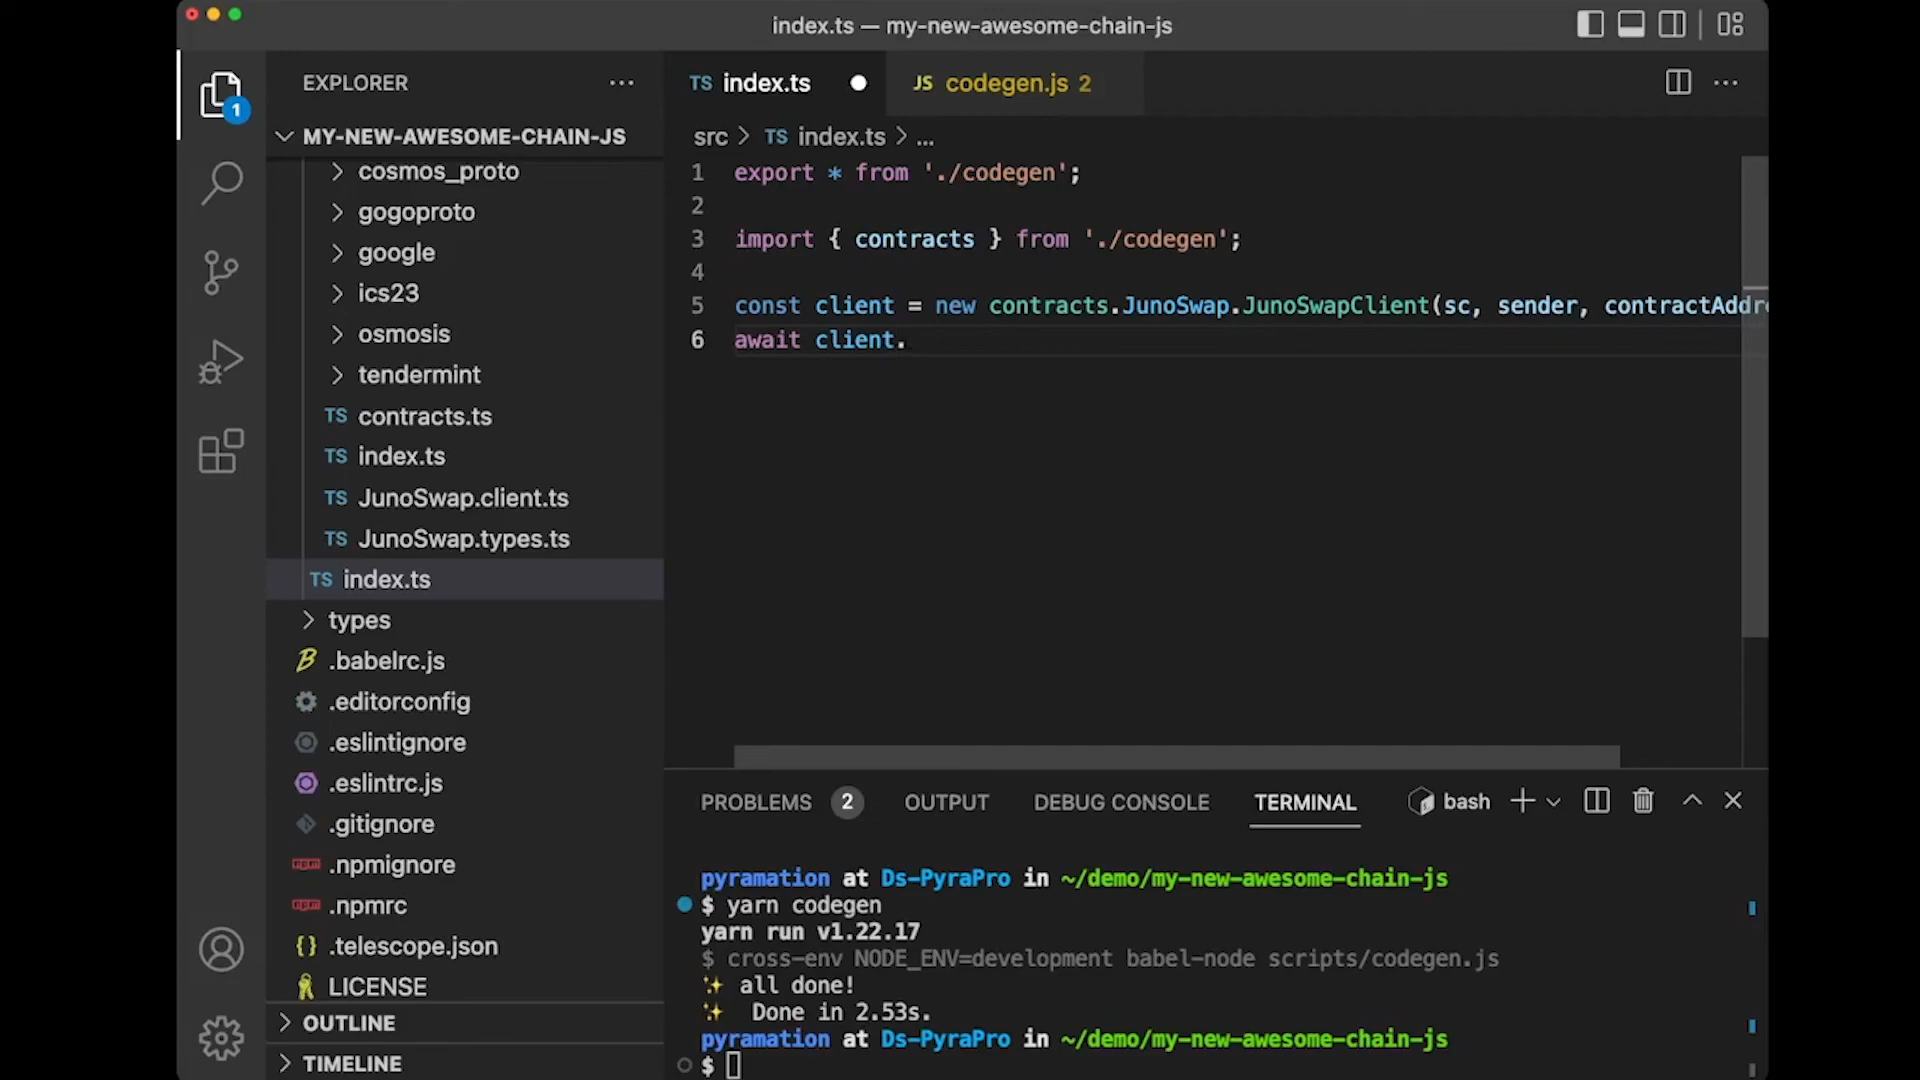 index.ts — my-new-awesome-chain-js
1
EXPLORER
MY-NEW-AWESOME-CHAIN-JS
cosmos_proto
gogoproto
google
ics23
osmosis
tendermint
TS contracts.ts
TS index.ts
TS JunoSwap.client.ts
TS JunoSwap.types.ts
TS index.ts
types
.babelrc.js
.editorconfig
.eslintignore
.eslintrc.js
.gitignore
.npmignore
.npmrc
{} .telescope.json
LICENSE
OUTLINE
TIMELINE
TS index.ts
JS codegen.js 2
src > TS index.ts > ...
1 export * from './codegen';
2
3 import { contracts } from './codegen';
4
5 const client = new contracts.JunoSwap.JunoSwapClient(sc, sender, contractAddr
6 await client.
PROBLEMS 2 OUTPUT DEBUG CONSOLE TERMINAL bash
pyramation at Ds-PyraPro in ~/demo/my-new-awesome-chain-js
$ yarn codegen
yarn run v1.22.17
$ cross-env NODE_ENV=development babel-node scripts/codegen.js
✨ all done!
✨ Done in 2.53s.
pyramation at Ds-PyraPro in ~/demo/my-new-awesome-chain-js
$